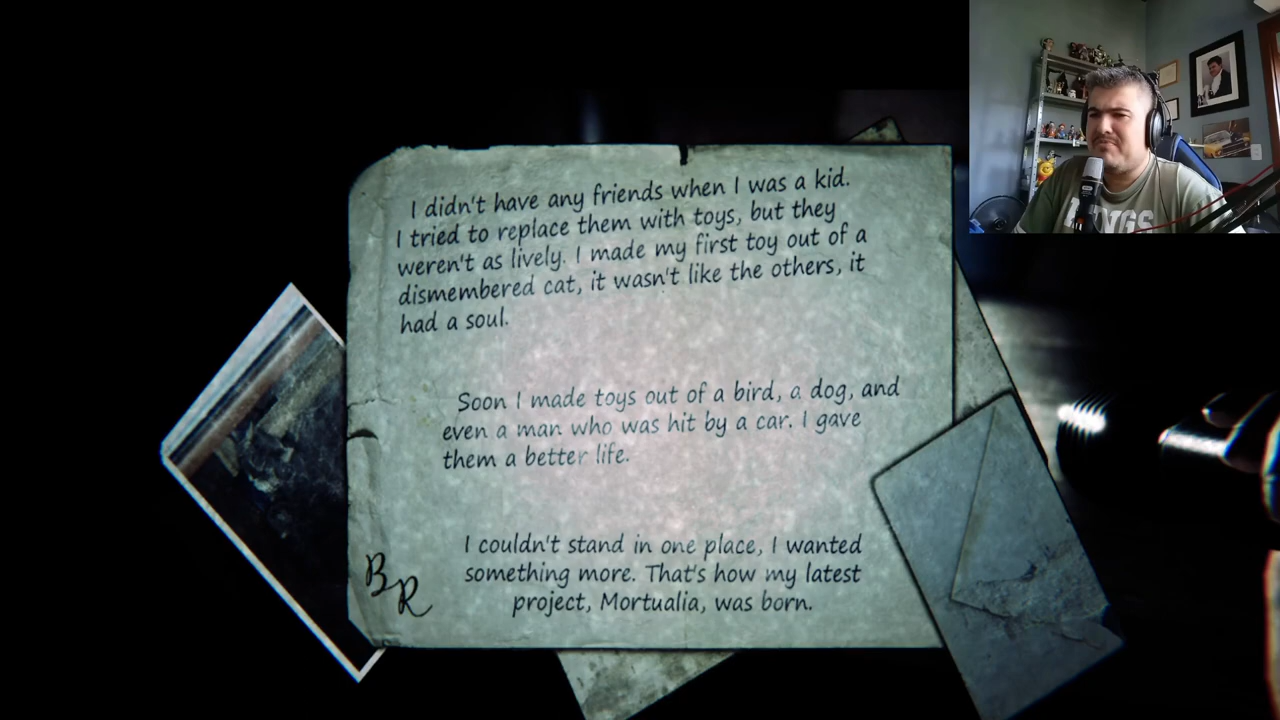 I didn't have any friends when I was a kid.
I tried to replace them with toys, but they
weren't as lively. I made my first toy out of a
dismembered cat, it wasn't like the others, it
had a soul.
Soon I made toys out of a bird, a dog, and
even a man who was hit by a car. I gave
them a better life.
I couldn't stand in one place, I wanted
something more. That's how my latest
project, Mortualia, was born.
BR